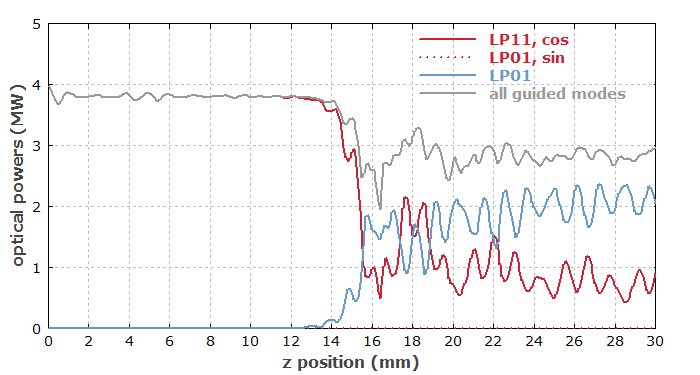 5
4
3
2
1
0
optical powers (MW)
LP11, cos
LP01, sin
LP01
all guided modes
0 2 4 6 8 10 12 14 16 18 20 22 24 26 28 30
z position (mm)